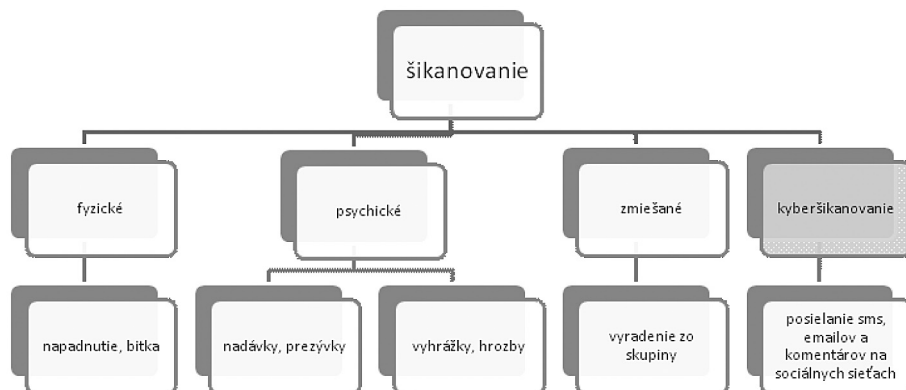 šikanovanie
fyzické
psychické
zmiešané
kyberšikanovanie
napadnutie, bitka
nadávky, prezývky
vyhrážky, hrozby
vyradenie zo
skupiny
posielanie sms,
emailov a
komentárov na
sociálnych sieťach